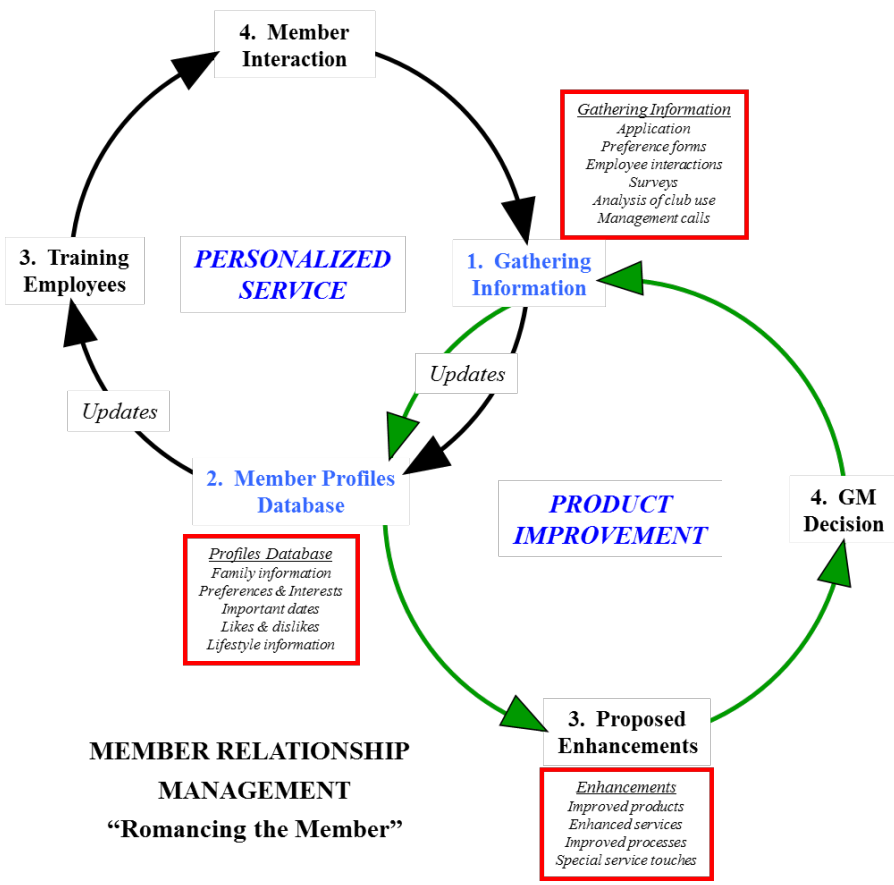 4. Member
Interaction
Gathering Information
Application
Preference forms
Employee interactions
Surveys
Analysis of club use
Management calls
3. Training
Employees
PERSONALIZED
SERVICE
1. Gathering
Information
Updates
Updates
2. Member Profiles
Database
PRODUCT
IMPROVEMENT
4. GM
Decision
Profiles Database
Family information
Preferences & Interests
Important dates
Likes & dislikes
Lifestyle information
3. Proposed
Enhancements
MEMBER RELATIONSHIP
MANAGEMENT
“Romancing the Member”
Enhancements
Improved products
Enhanced services
Improved processes
Special service touches